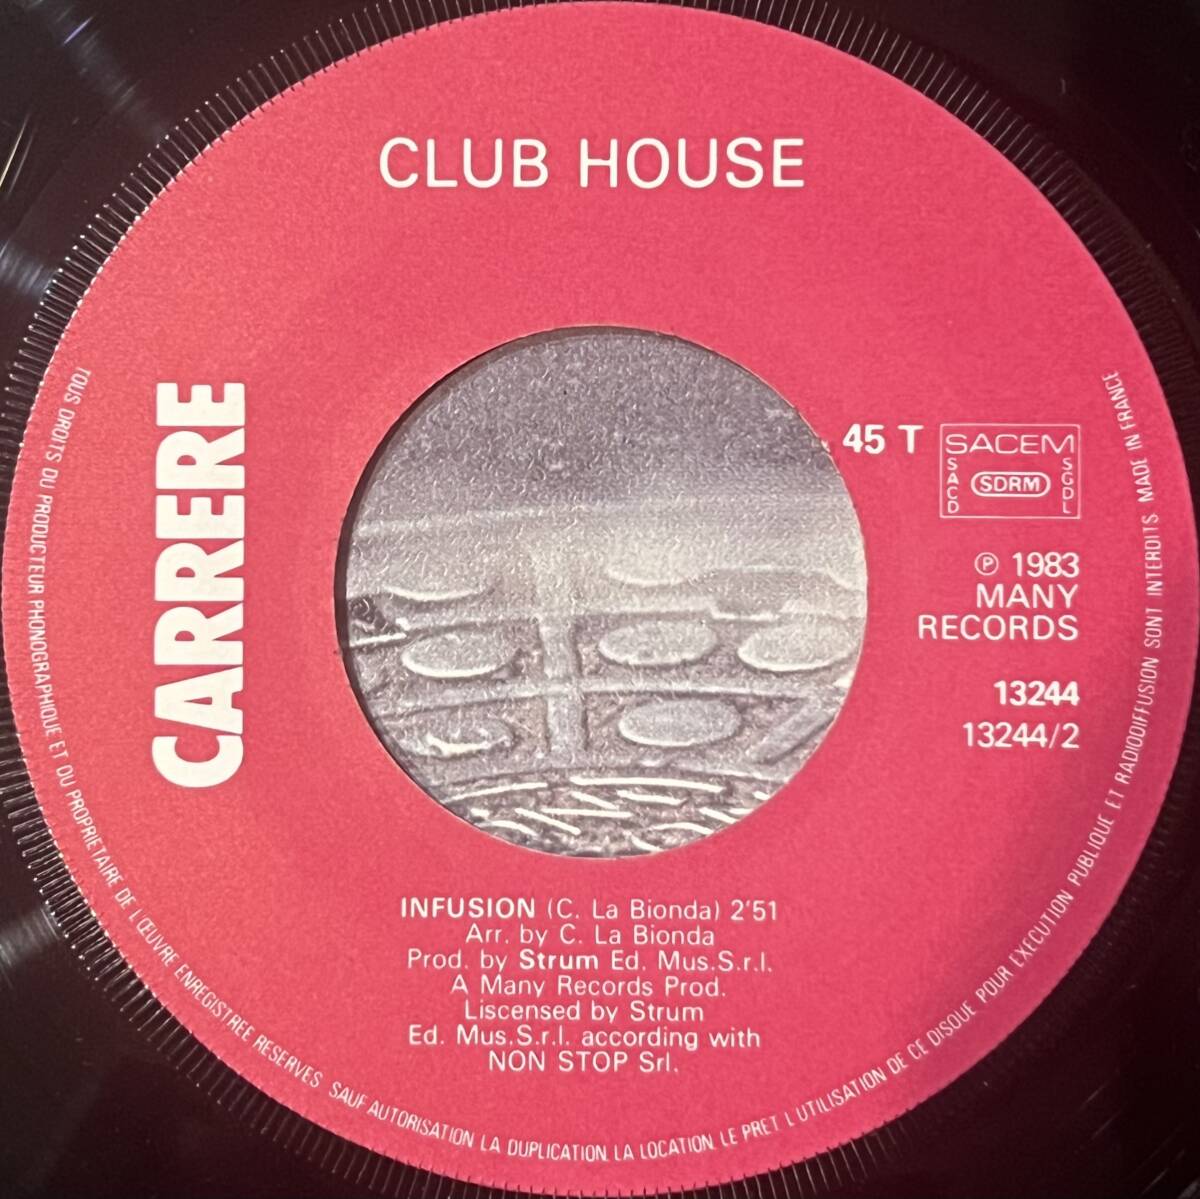 CLUB HOUSE
CARRERE
45 T
SACEM
SACD
SDRM
SGDL
℗ 1983
MANY
RECORDS
13244
13244/2
INFUSION (C. La Bionda) 2'51
Arr. by C. La Bionda
Prod. by Strum Ed. Mus.S.r.l.
A Many Records Prod.
Liscensed by Strum
Ed. Mus.S.r.l. according with
NON STOP Srl.
TOUS DROITS DU PRODUCTEUR PHONOGRAPHIQUE ET DU PROPRIETAIRE DE L'ŒUVRE ENREGISTREE RESERVES SAUF AUTORISATION LA DUPLICATION LA LOCATION LE PRET L'UTILISATION DE CE DISQUE POUR EXECUTION PUBLIQUE ET RADIODIFFUSION SONT INTERDITS MADE IN FRANCE